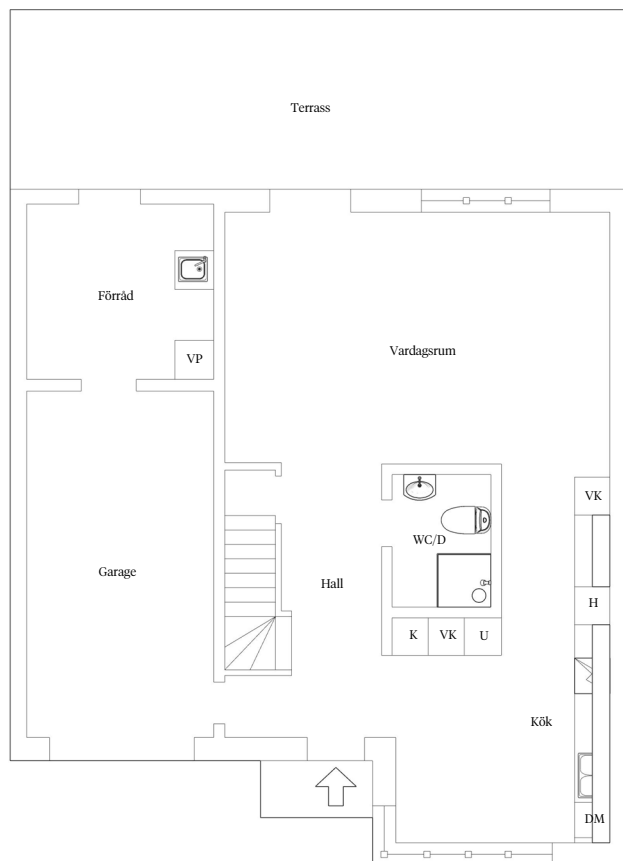 Terrass
Förråd
Vardagsrum
VP
VK
WC/D
Garage
Hall
H
K VK U
Kök
DM